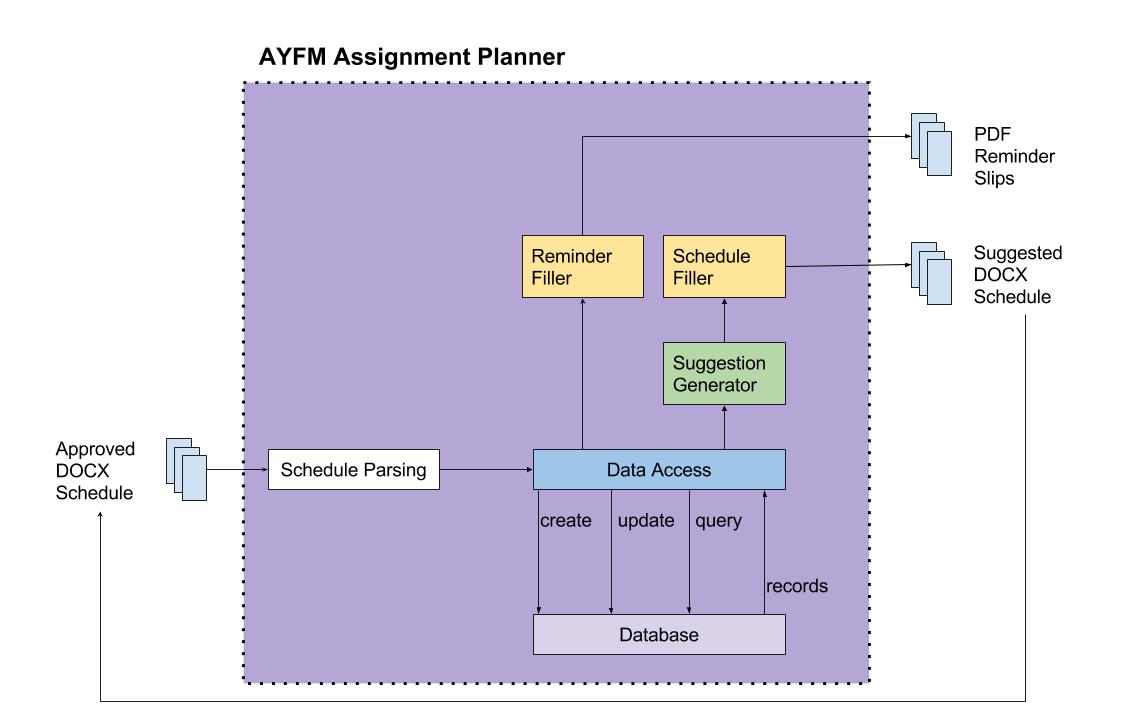 AYFM Assignment Planner
PDF
Reminder
Slips
Reminder
Filler
Schedule
Filler
Suggested
DOCX
Schedule
Suggestion
Generator
Approved
DOCX
Schedule
Schedule Parsing
Data Access
create
update
query
records
Database